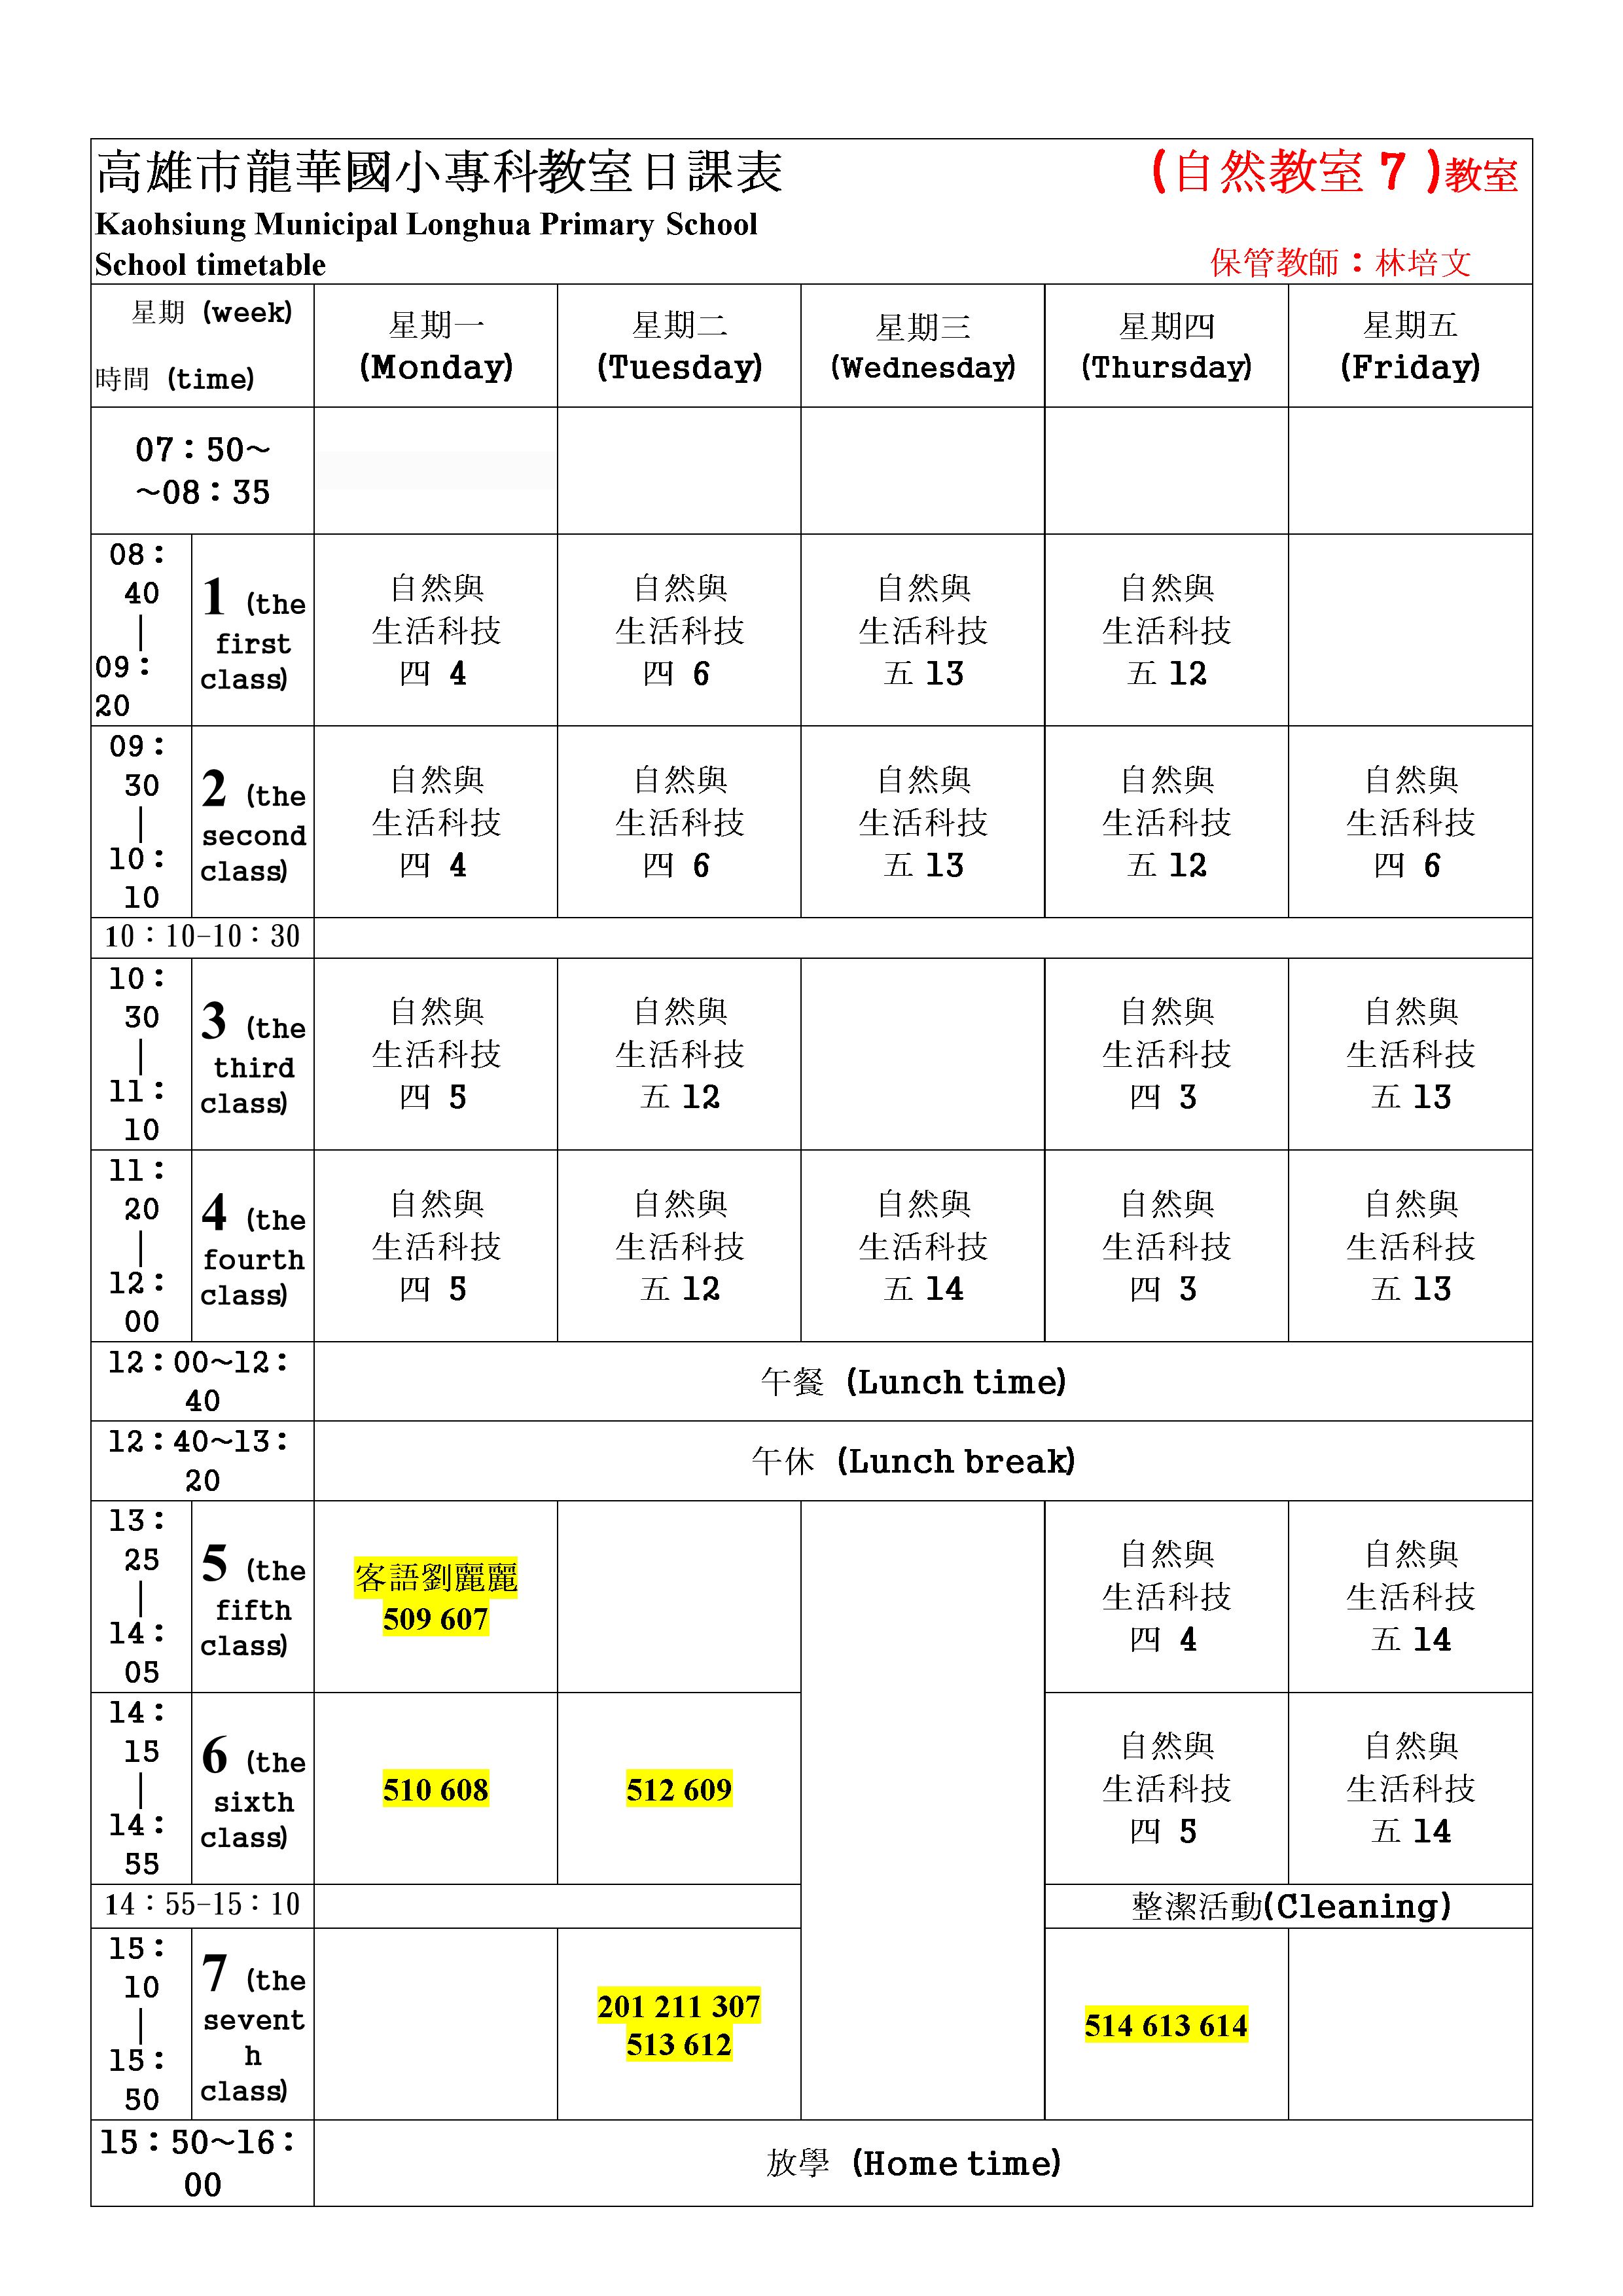 高雄市龍華國小專科教室日課表 (自然教室 7 )教室
Kaohsiung Municipal Longhua Primary School
School timetable 保管教師：林培文
星期 (week)
時間 (time)
星期一
(Monday)
星期二
(Tuesday)
星期三
(Wednesday)
星期四
(Thursday)
星期五
(Friday)
07：50～
～08：35
08：
40
|
09：
20
1 (the
first
class)
自然與
生活科技
四 4
自然與
生活科技
四 6
自然與
生活科技
五 13
自然與
生活科技
五 12
09：
30
|
10：
10
2 (the
second
class)
自然與
生活科技
四 4
自然與
生活科技
四 6
自然與
生活科技
五 13
自然與
生活科技
五 12
自然與
生活科技
四 6
10：10-10：30
10：
30
|
11：
10
3 (the
third
class)
自然與
生活科技
四 5
自然與
生活科技
五 12
自然與
生活科技
四 3
自然與
生活科技
五 13
11：
20
|
12：
00
4 (the
fourth
class)
自然與
生活科技
四 5
自然與
生活科技
五 12
自然與
生活科技
五 14
自然與
生活科技
四 3
自然與
生活科技
五 13
12：00～12：
40
午餐 (Lunch time)
12：40～13：
20
午休 (Lunch break)
13：
25
|
14：
05
5 (the
fifth
class)
客語劉麗麗
509 607
自然與
生活科技
四 4
自然與
生活科技
五 14
14：
15
|
14：
55
6 (the
sixth
class)
510 608
512 609
自然與
生活科技
四 5
自然與
生活科技
五 14
14：55-15：10
整潔活動(Cleaning)
15：
10
|
15：
50
7 (the
sevent
h
class)
201 211 307
513 612
514 613 614
15：50～16：
00
放學 (Home time)